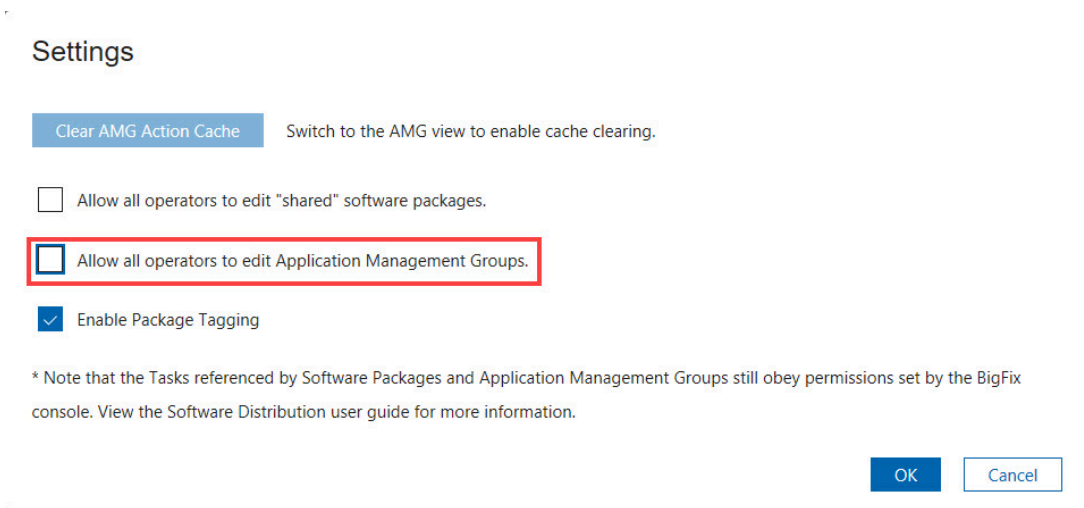 Settings
Clear AMG Action Cache Switch to the AMG view to enable cache clearing.
Allow all operators to edit "shared" software packages.
Allow all operators to edit Application Management Groups.
Enable Package Tagging
* Note that the Tasks referenced by Software Packages and Application Management Groups still obey permissions set by the BigFix
console. View the Software Distribution user guide for more information.
OK Cancel